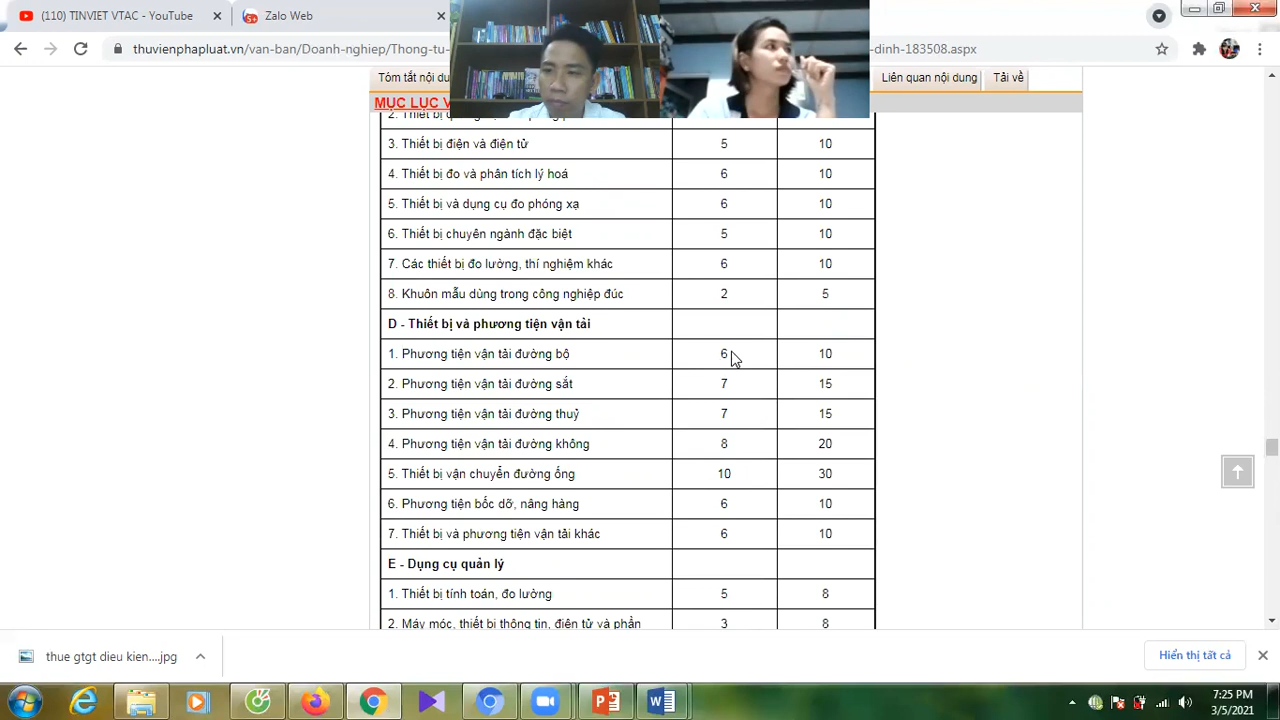 (110) TINVIET VTAC - YouTube
Zalo Web
thuvienphapluat.vn/van-ban/Doanh-nghiep/Thong-tu-
-dinh-183508.aspx
Tóm tắt nội du
Liên quan nội dung
Tải về
MỤC LỤC V
3. Thiết bị điện và điện tử 5 10
4. Thiết bị đo và phân tích lý hoá 6 10
5. Thiết bị và dụng cụ đo phóng xạ 6 10
6. Thiết bị chuyên ngành đặc biệt 5 10
7. Các thiết bị đo lường, thí nghiệm khác 6 10
8. Khuôn mẫu dùng trong công nghiệp đúc 2 5
D - Thiết bị và phương tiện vận tải
1. Phương tiện vận tải đường bộ 6 10
2. Phương tiện vận tải đường sắt 7 15
3. Phương tiện vận tải đường thuỷ 7 15
4. Phương tiện vận tải đường không 8 20
5. Thiết bị vận chuyển đường ống 10 30
6. Phương tiện bốc dỡ, nâng hàng 6 10
7. Thiết bị và phương tiện vận tải khác 6 10
E - Dụng cụ quản lý
1. Thiết bị tính toán, đo lường 5 8
2. Máy móc, thiết bị thông tin, điện tử và phần 3 8
thue gtgt dieu kien....jpg
Hiển thị tất cả
7:25 PM
3/5/2021